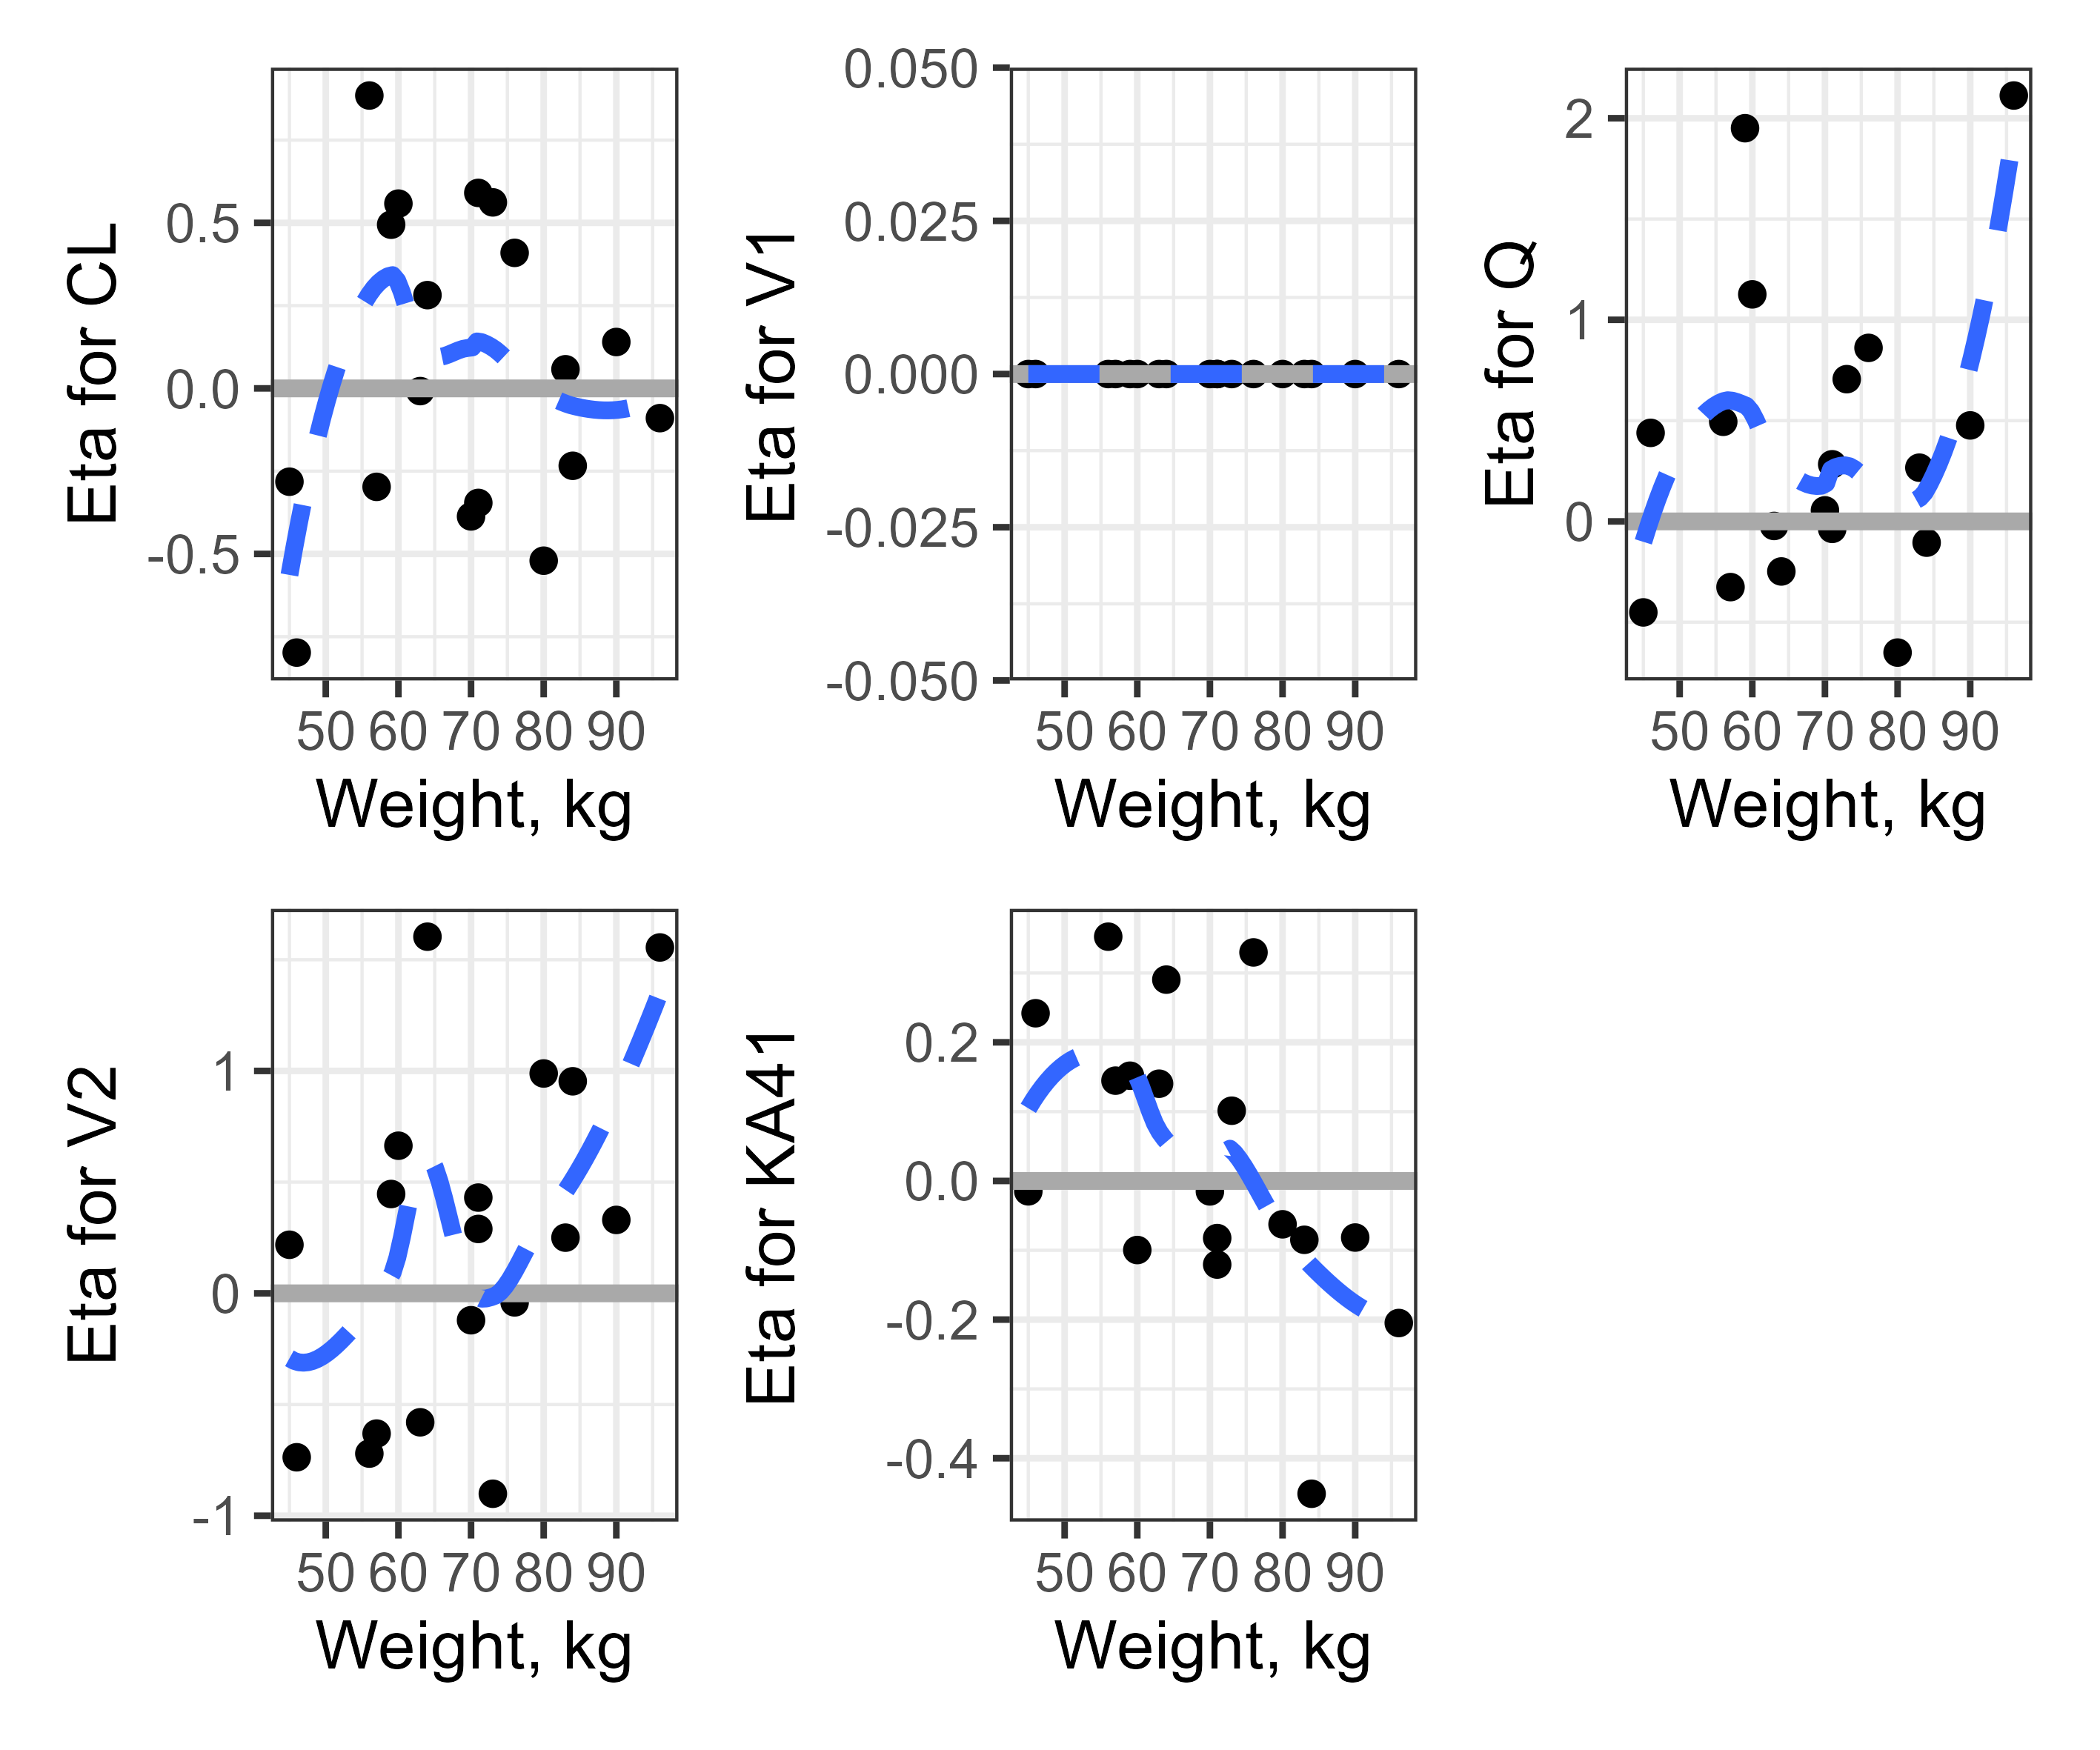 Eta for CL
0.5
0.0
-0.5
50 60 70 80 90
Weight, kg
Eta for V1
0.050
0.025
0.000
-0.025
-0.050
50 60 70 80 90
Weight, kg
Eta for Q
2
1
0
50 60 70 80 90
Weight, kg
Eta for V2
1
0
-1
50 60 70 80 90
Weight, kg
Eta for KA41
0.2
0.0
-0.2
-0.4
50 60 70 80 90
Weight, kg